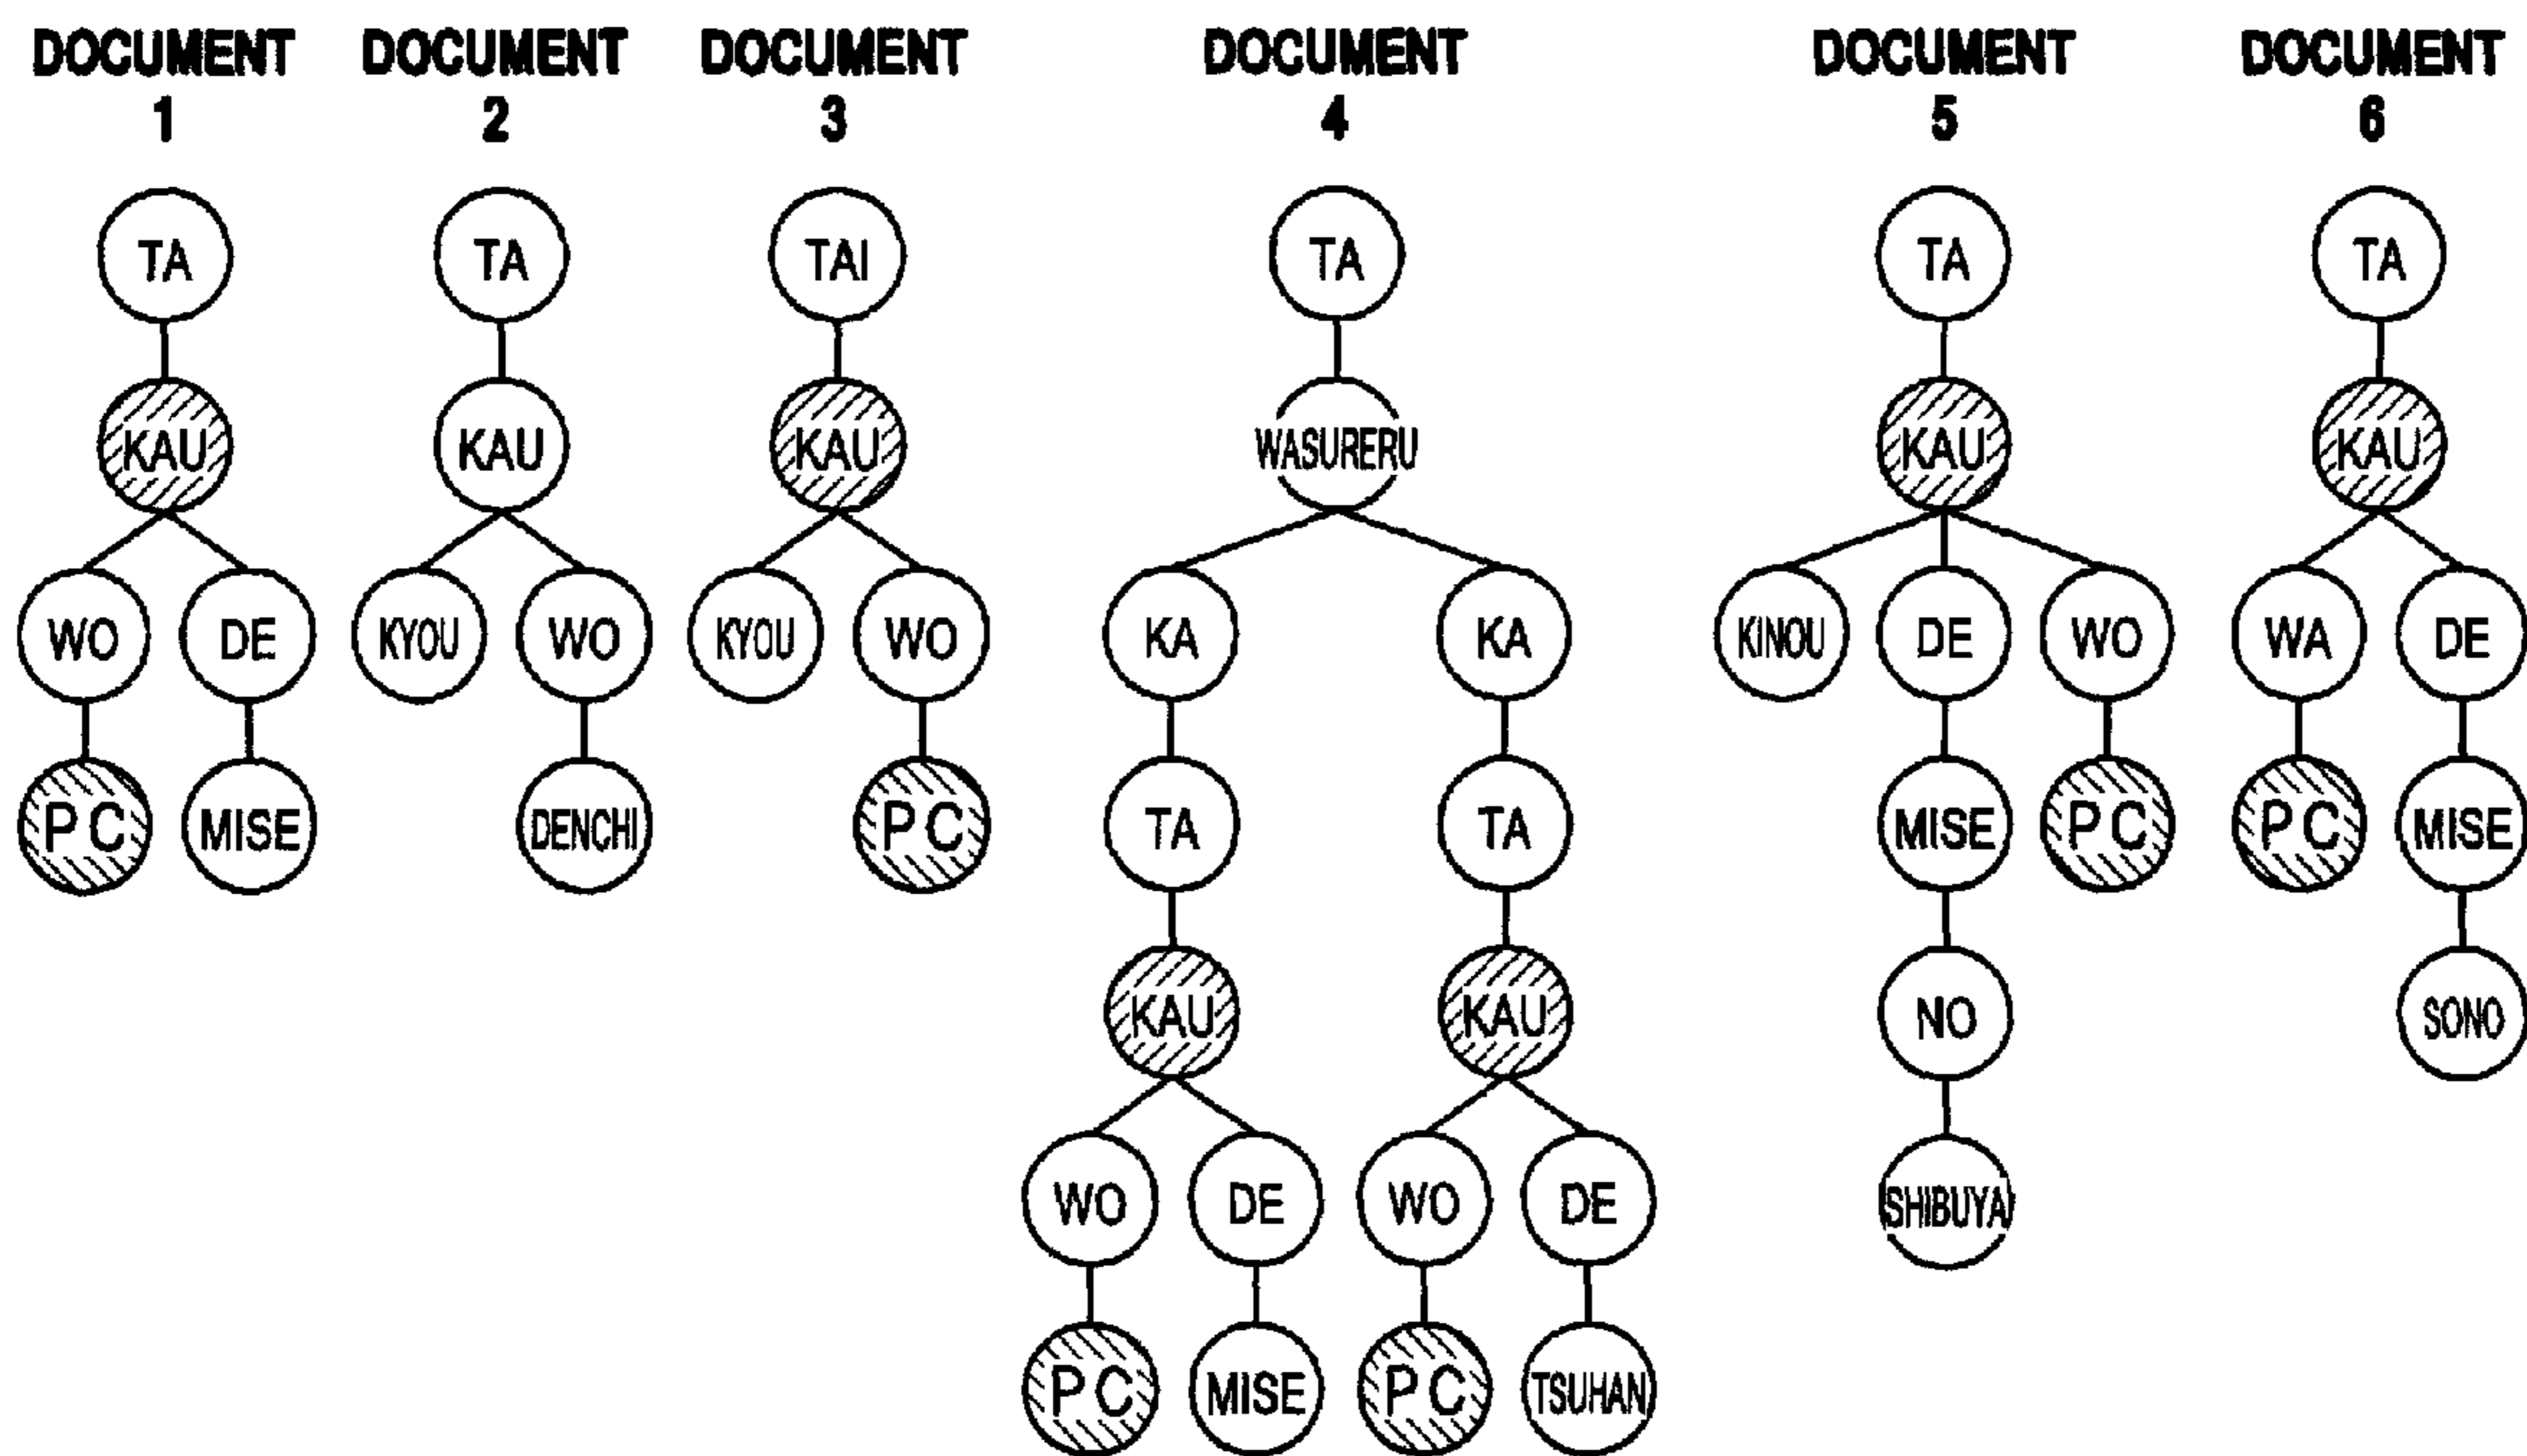 DOCUMENT 1
DOCUMENT 2
DOCUMENT 3
DOCUMENT 4
DOCUMENT 5
DOCUMENT 6
TA TA TAI TA TA TA
KAU KAU KAU WASURERU KAU KAU
WO DE KYOU WO KYOU WO KA KA KINOU DE WO WA DE
PC MISE DENCHI PC TA TA MISE PC PC MISE
KAU KAU NO SONO
WO DE WO DE SHIBUYA
PC MISE PC TSUHAN